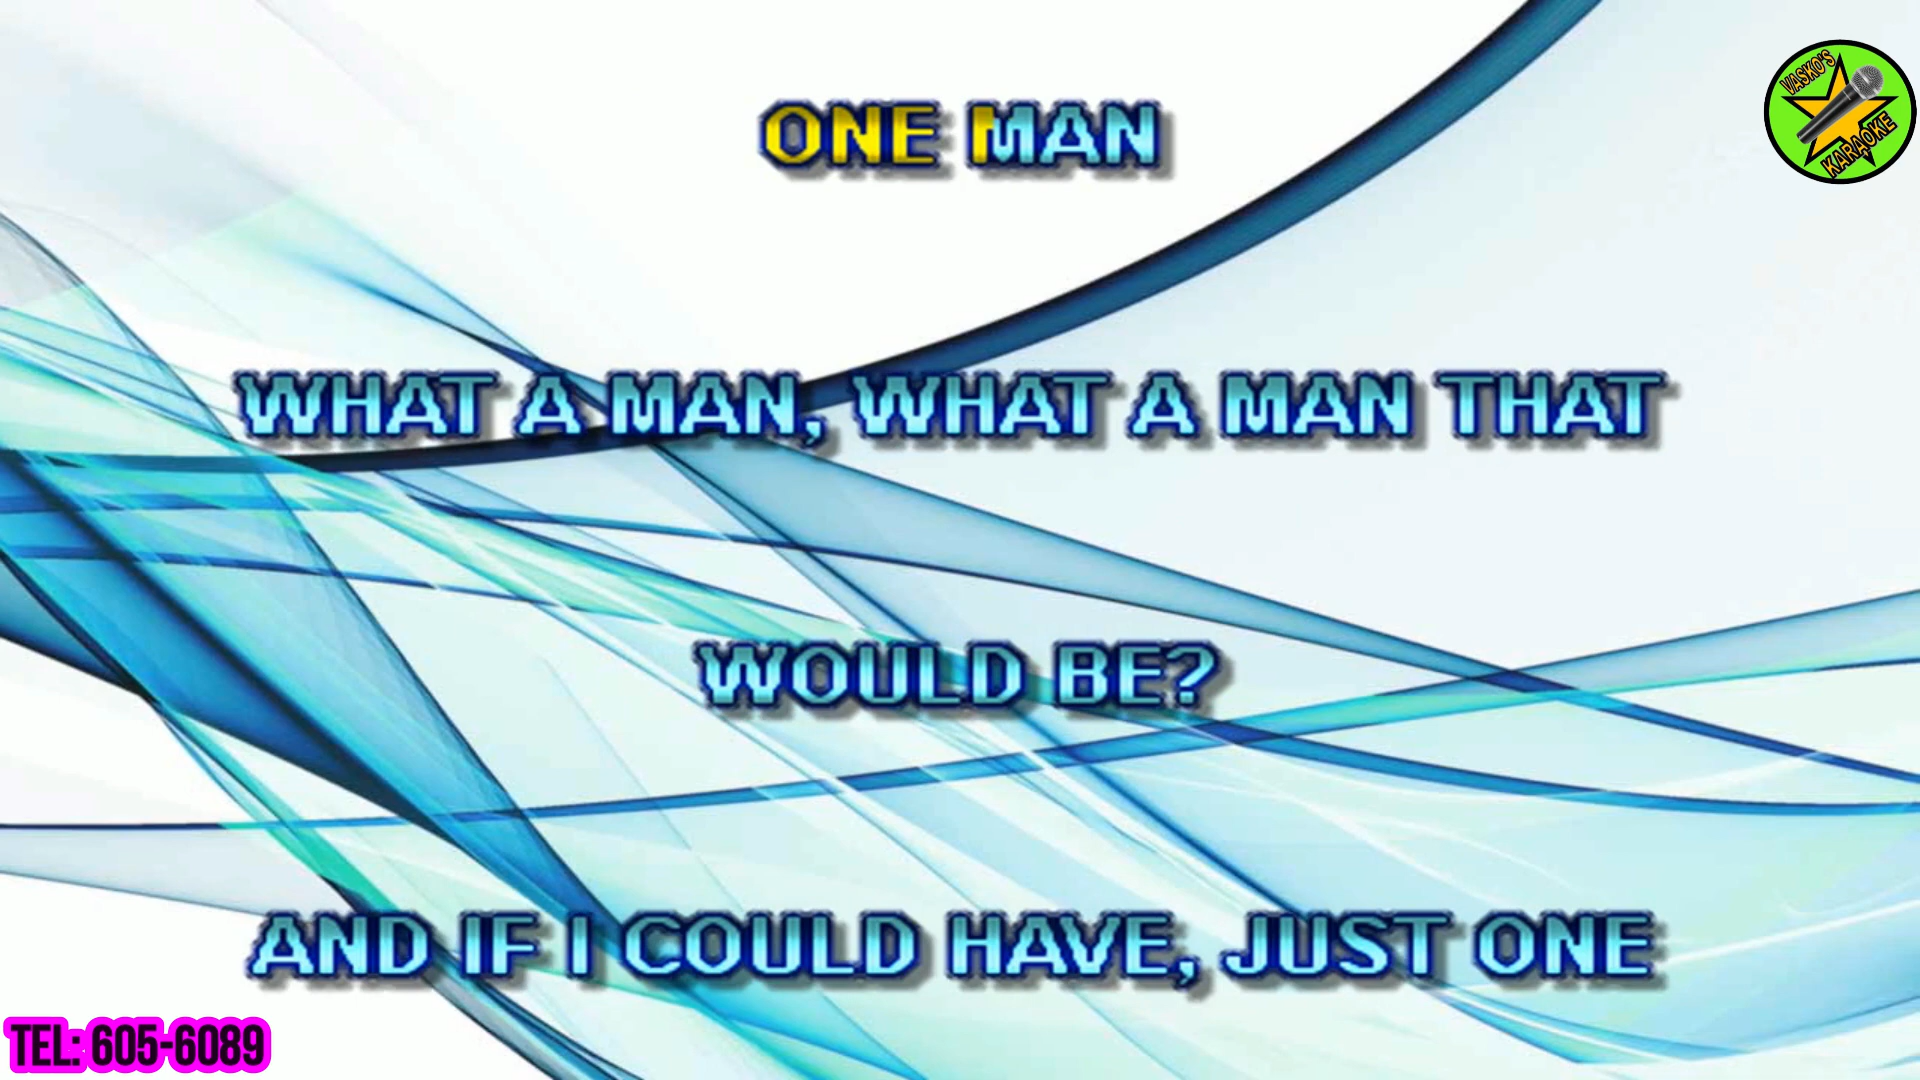 VASKO'S
KARAOKE
ONE MAN
WHAT A MAN, WHAT A MAN THAT
WOULD BE?
AND IF I COULD HAVE, JUST ONE
TEL: 605-6089